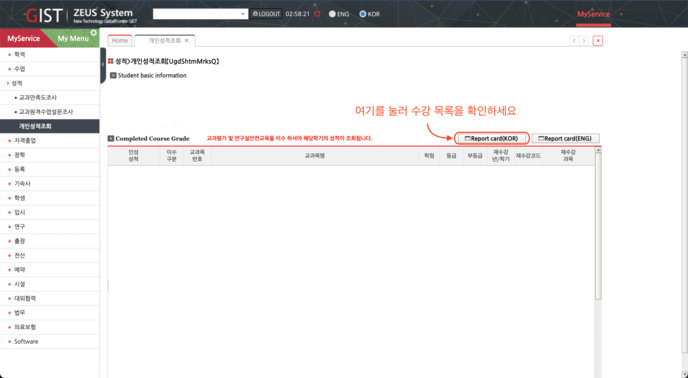 GIST ZEUS System
New Technology GlobalFrontier GIST
LOGOUT 02:58:21 ENG KOR MyService
MyService My Menu
Home 개인성적조회
학적
수업
성적
교과만족도조사
교과원격수업설문조사
개인성적조회
자격졸업
장학
등록
기숙사
학생
입시
연구
출장
전산
예약
시설
대외협력
법무
의료보험
Software
성적>개인성적조회[UgdShtmMrksQ]
Student basic information
여기를 눌러 수강 목록을 확인하세요
Completed Course Grade 교과평가 및 연구실안전교육을 이수 하셔야 해당학기의 성적이 조회됩니다. Report card(KOR) Report card(ENG)
인정 성적 이수 구분 교과목 번호 교과목명 학점 등급 부등급 재수강 년/학기 재수강코드 재수강 과목